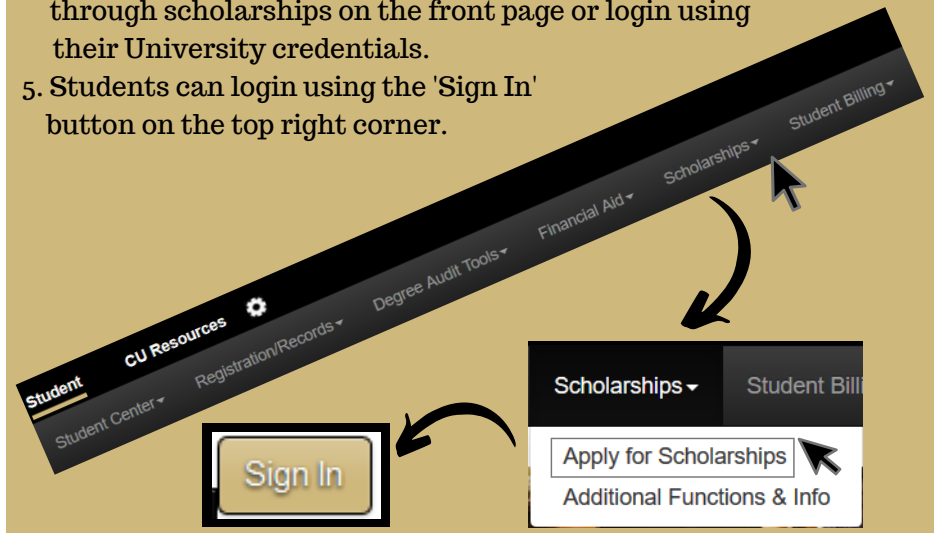 through scholarships on the front page or login using
their University credentials.
5. Students can login using the 'Sign In'
button on the top right corner.
Student CU Resources
Student Center Registration/Records Degree Audit Tools Financial Aid Scholarships Student Billing
Scholarships Student Billi
Apply for Scholarships
Additional Functions & Info
Sign In